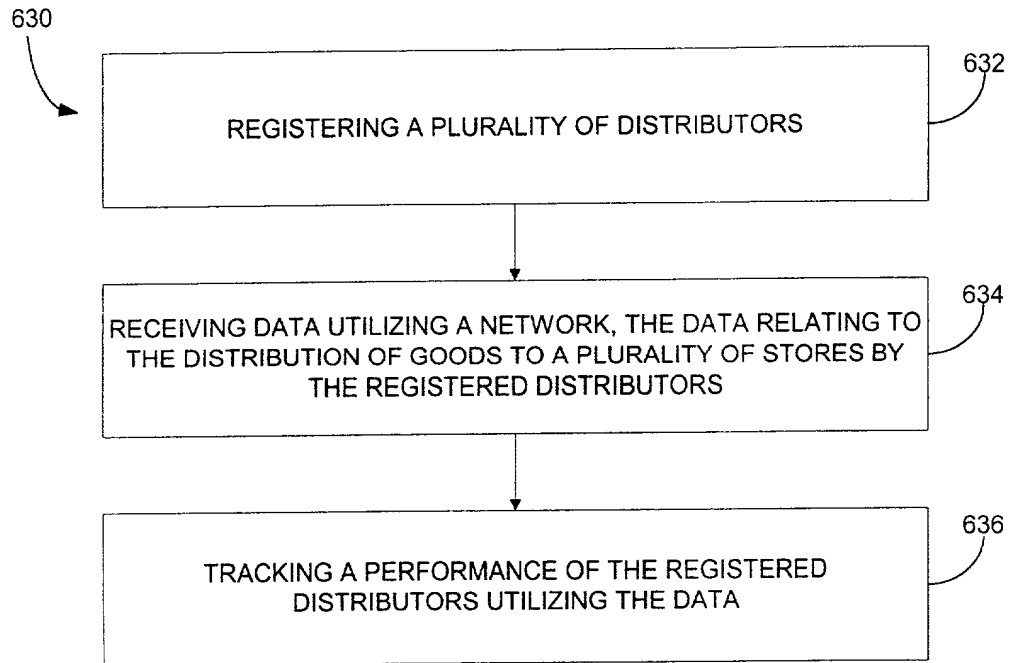 630
632
REGISTERING A PLURALITY OF DISTRIBUTORS
634
RECEIVING DATA UTILIZING A NETWORK, THE DATA RELATING TO
THE DISTRIBUTION OF GOODS TO A PLURALITY OF STORES BY
THE REGISTERED DISTRIBUTORS
636
TRACKING A PERFORMANCE OF THE REGISTERED
DISTRIBUTORS UTILIZING THE DATA